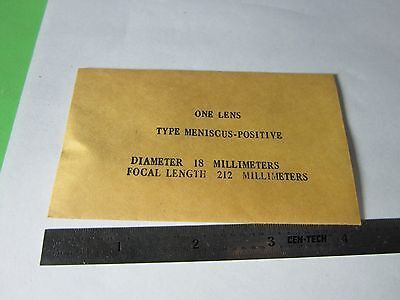 ONE LENS
TYPE MENISCUS-POSITIVE
DIAMETER 18 MILLIMETERS
FOCAL LENGTH 212 MILLIMETERS
1 2 3 CEN-TECH 4